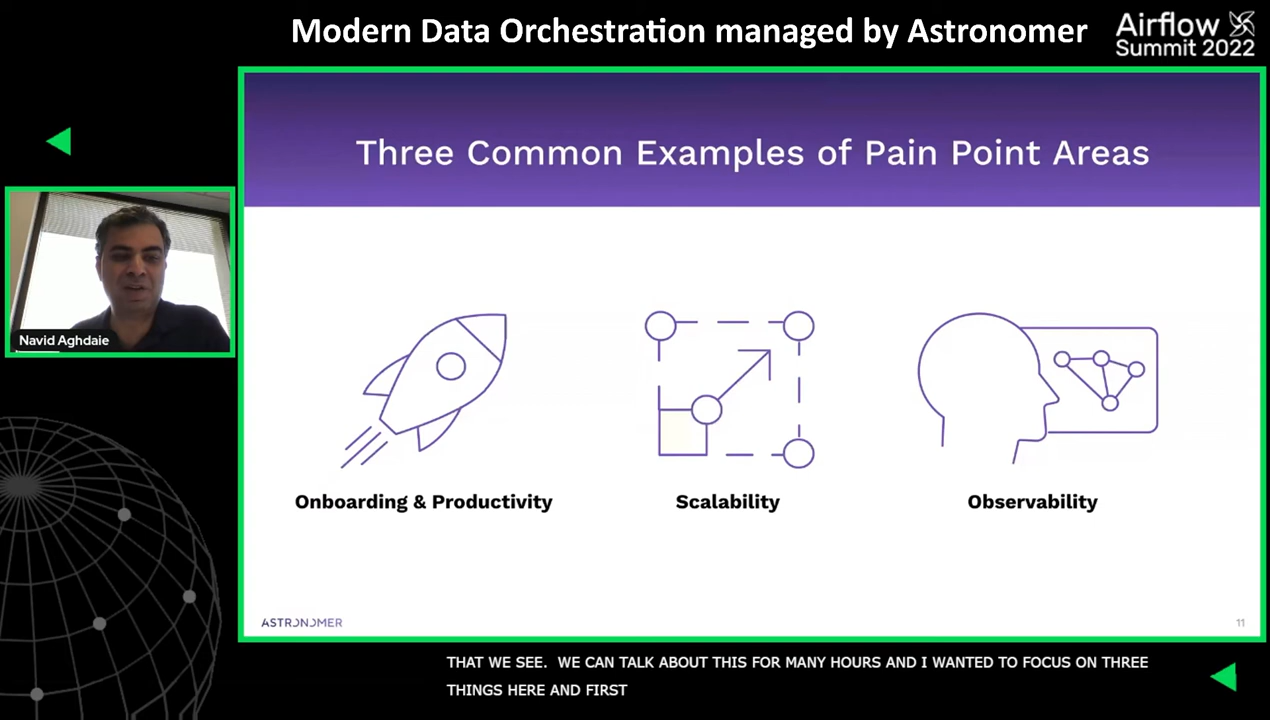 Modern Data Orchestration managed by Astronomer
Airflow
Summit 2022
Three Common Examples of Pain Point Areas
Navid Aghdaie
Onboarding & Productivity
Scalability
Observability
ASTRONOMER
11
THAT WE SEE. WE CAN TALK ABOUT THIS FOR MANY HOURS AND I WANTED TO FOCUS ON THREE
THINGS HERE AND FIRST